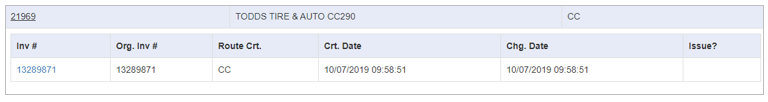 21969 TODDS TIRE & AUTO CC290 CC
Inv # Org. Inv # Route Crt. Crt. Date Chg. Date Issue?
13289871 13289871 CC 10/07/2019 09:58:51 10/07/2019 09:58:51